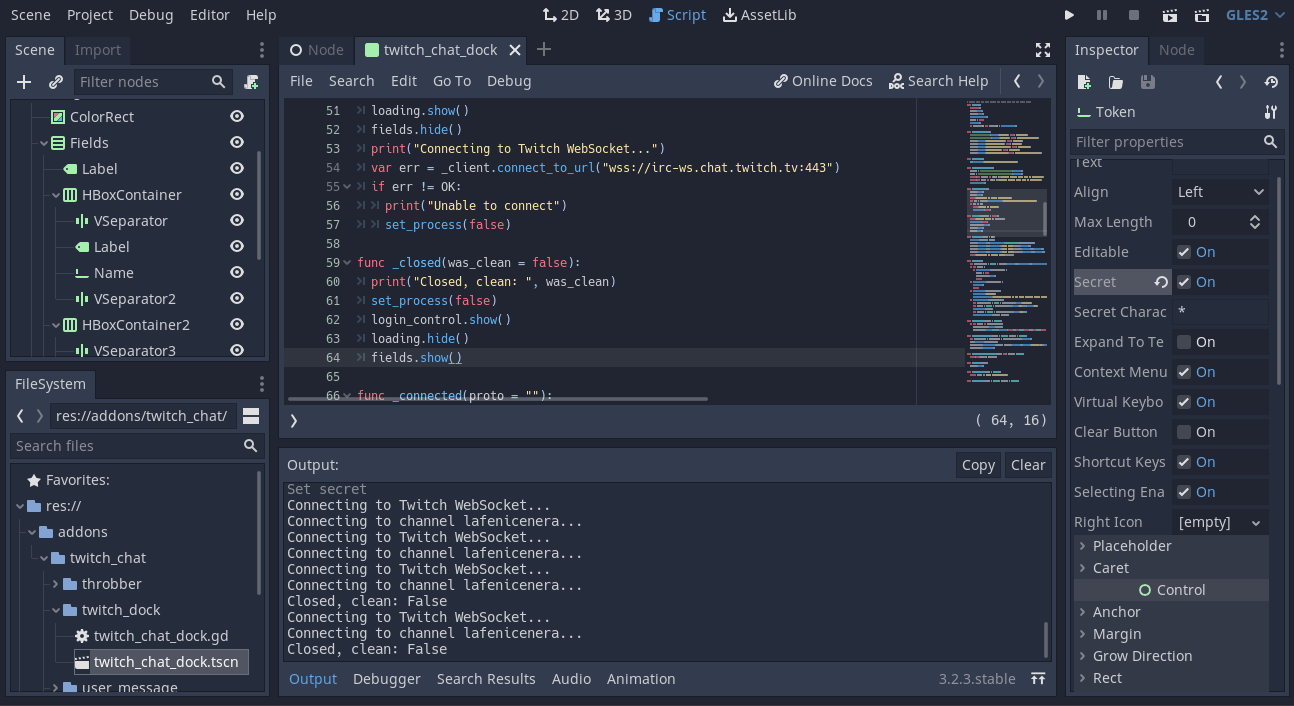 Scene Project Debug Editor Help
2D 3D Script AssetLib
GLES2
Scene Import
Filter nodes
ColorRect
Fields
Label
HBoxContainer
VSeparator
Label
Name
VSeparator2
HBoxContainer2
VSeparator3
FileSystem
res://addons/twitch_chat/
Search files
Favorites:
res://
addons
twitch_chat
throbber
twitch_dock
twitch_chat_dock.gd
twitch_chat_dock.tscn
user_message
Node twitch_chat_dock
File Search Edit Go To Debug Online Docs Search Help
51 loading.show()
52 fields.hide()
53 print("Connecting to Twitch WebSocket...")
54 var err = _client.connect_to_url("wss://irc-ws.chat.twitch.tv:443")
55 if err != OK:
56 print("Unable to connect")
57 set_process(false)
58
59 func _closed(was_clean = false):
60 print("Closed, clean: ", was_clean)
61 set_process(false)
62 login_control.show()
63 loading.hide()
64 fields.show()
65
66 func _connected(proto = ""):
( 64, 16)
Output: Copy Clear
Set secret
Connecting to Twitch WebSocket...
Connecting to channel lafenicenera...
Connecting to Twitch WebSocket...
Connecting to channel lafenicenera...
Connecting to Twitch WebSocket...
Connecting to channel lafenicenera...
Closed, clean: False
Connecting to Twitch WebSocket...
Connecting to channel lafenicenera...
Closed, clean: False
Output Debugger Search Results Audio Animation 3.2.3.stable
Inspector Node
Token
Filter properties
Text
Align Left
Max Length 0
Editable On
Secret On
Secret Charac *
Expand To Te On
Context Menu On
Virtual Keybo On
Clear Button On
Shortcut Keys On
Selecting Ena On
Right Icon [empty]
Placeholder
Caret
Control
Anchor
Margin
Grow Direction
Rect